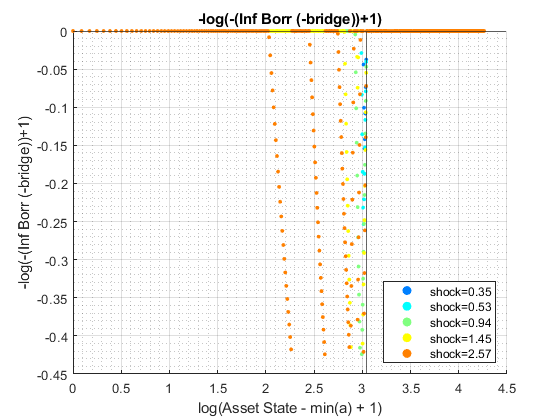 -log(-(Inf Borr (-bridge))+1)
0
-0.05
-0.1
-0.15
-0.2
-0.25
-0.3
-0.35
-0.4
-0.45
-log(-(Inf Borr (-bridge))+1)
shock=0.35
shock=0.53
shock=0.94
shock=1.45
shock=2.57
0 0.5 1 1.5 2 2.5 3 3.5 4 4.5
log(Asset State - min(a) + 1)